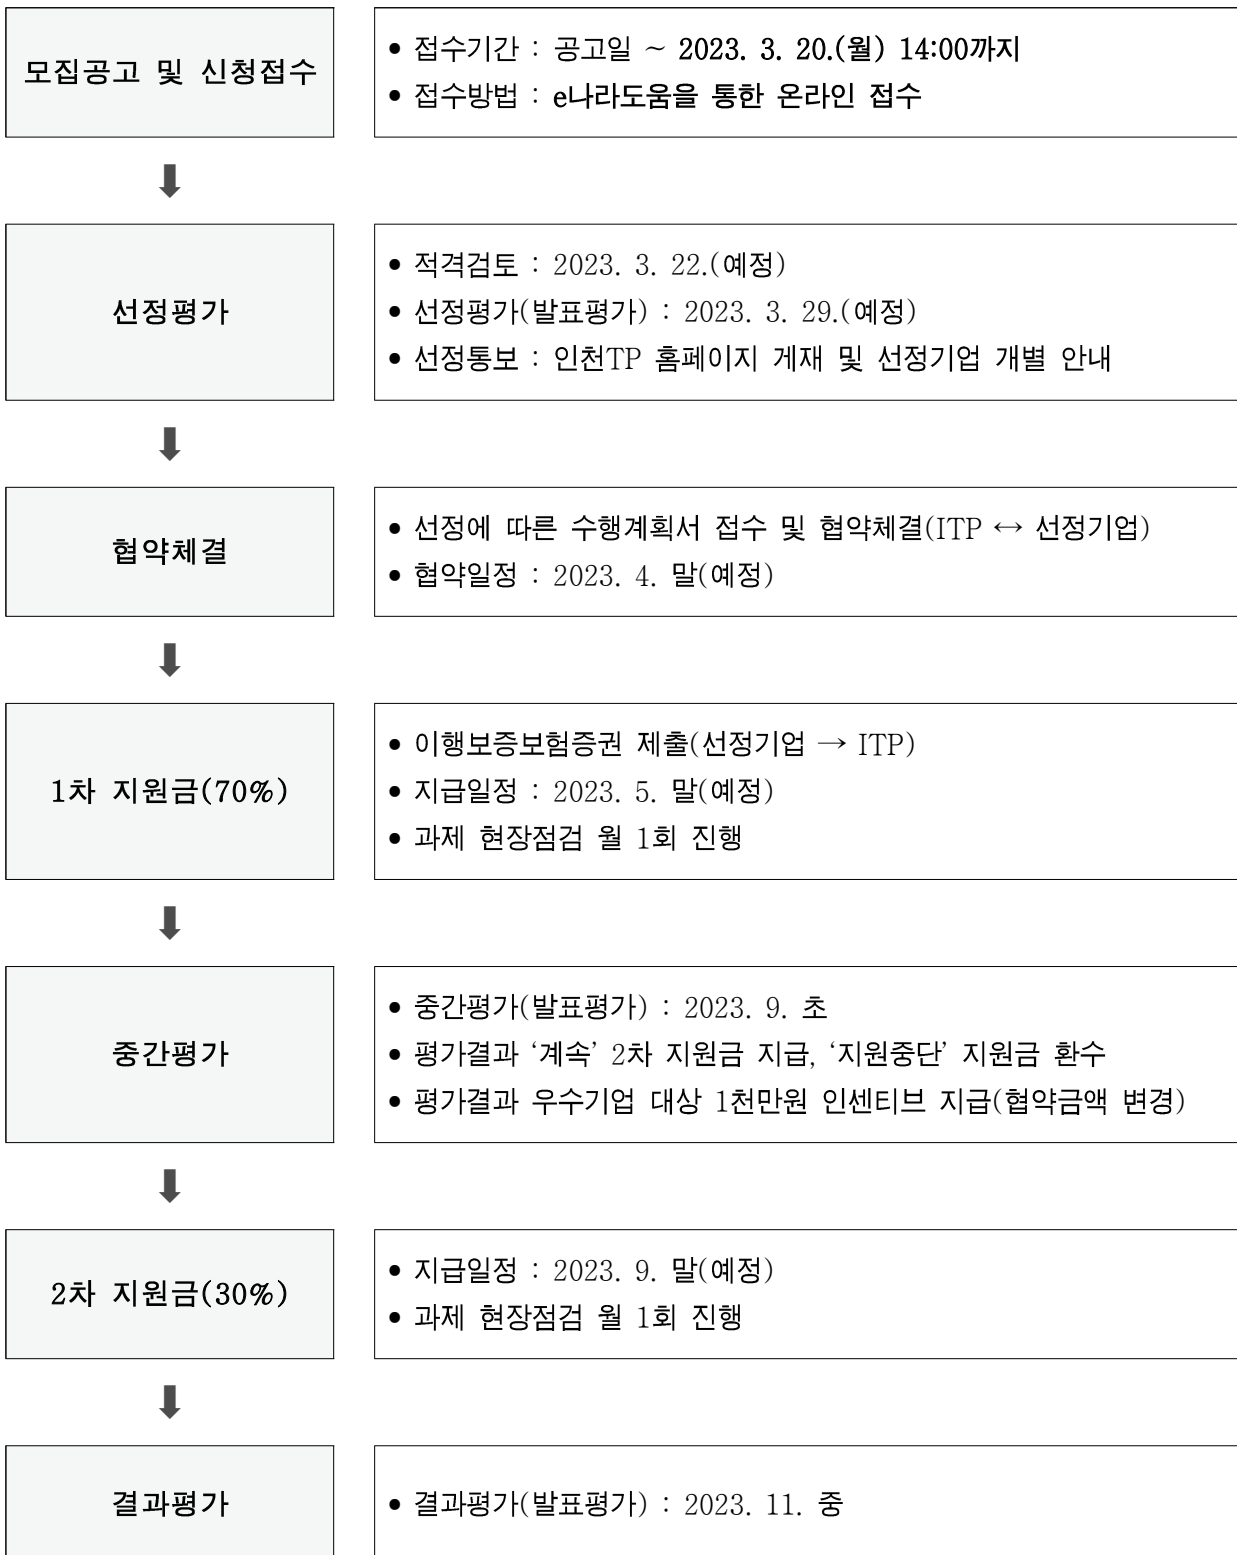 모집공고 및 신청접수
• 접수기간 : 공고일 ~ 2023. 3. 20.(월) 14:00까지
• 접수방법 : e나라도움을 통한 온라인 접수
선정평가
• 적격검토 : 2023. 3. 22.(예정)
• 선정평가(발표평가) : 2023. 3. 29.(예정)
• 선정통보 : 인천TP 홈페이지 게재 및 선정기업 개별 안내
협약체결
• 선정에 따른 수행계획서 접수 및 협약체결(ITP ↔ 선정기업)
• 협약일정 : 2023. 4. 말(예정)
1차 지원금(70%)
• 이행보증보험증권 제출(선정기업 → ITP)
• 지급일정 : 2023. 5. 말(예정)
• 과제 현장점검 월 1회 진행
중간평가
• 중간평가(발표평가) : 2023. 9. 초
• 평가결과 ‘계속’ 2차 지원금 지급, ‘지원중단’ 지원금 환수
• 평가결과 우수기업 대상 1천만원 인센티브 지급(협약금액 변경)
2차 지원금(30%)
• 지급일정 : 2023. 9. 말(예정)
• 과제 현장점검 월 1회 진행
결과평가
• 결과평가(발표평가) : 2023. 11. 중